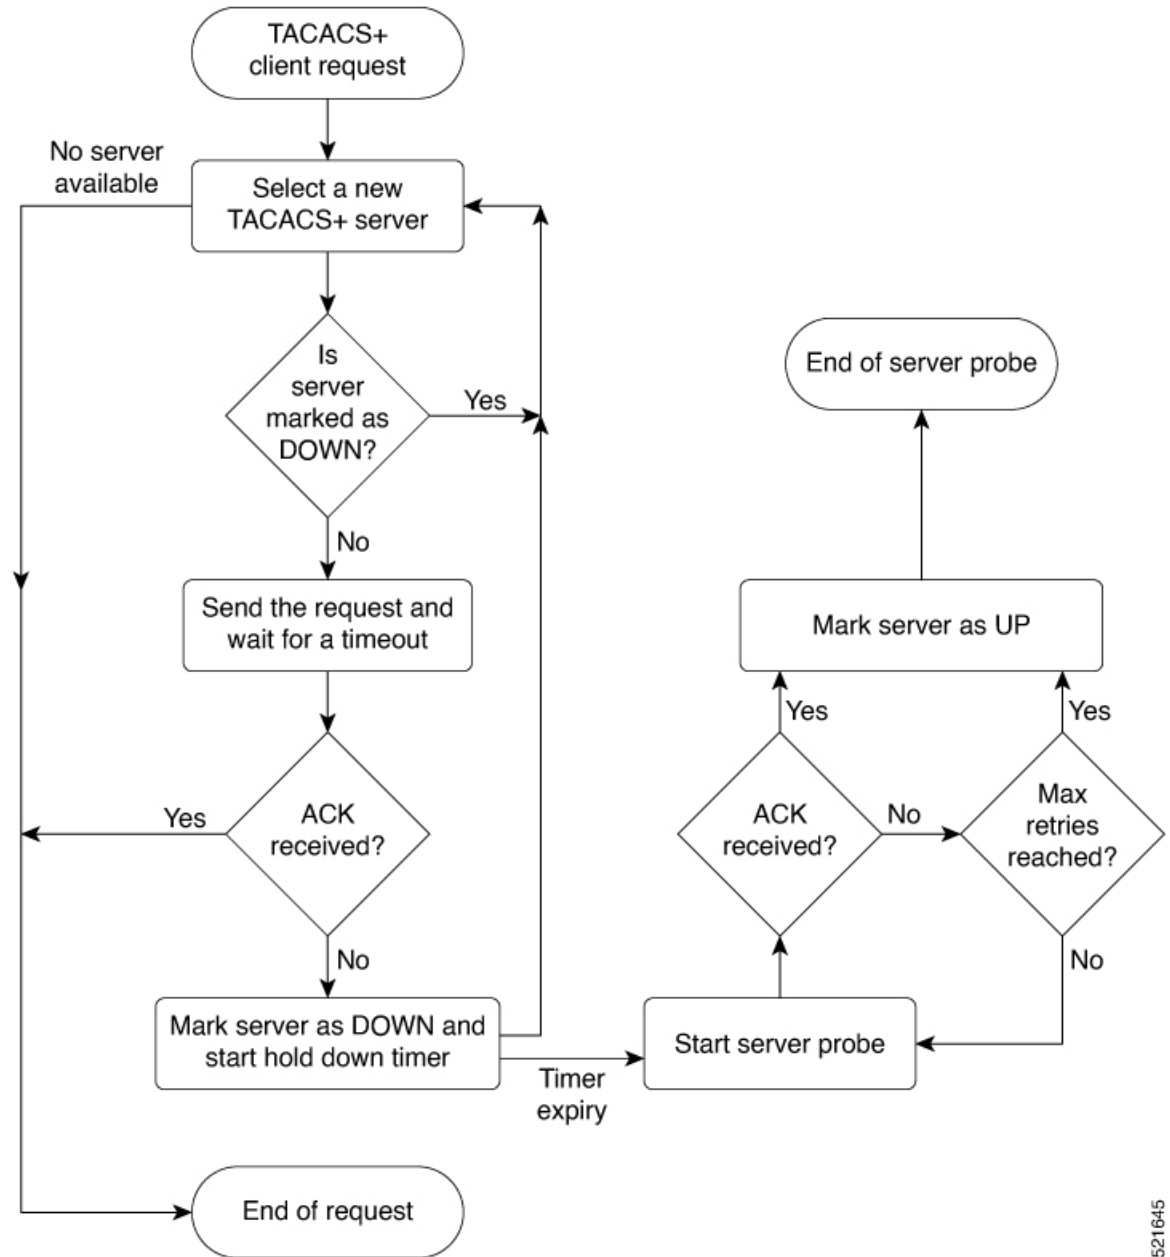 TACACS+
client request
No server
available
Select a new
TACACS+ server
Is
server
marked as
DOWN?
Yes
No
Send the request and
wait for a timeout
ACK
received?
Yes
No
Mark server as DOWN and
start hold down timer
Timer
expiry
End of request
End of server probe
Mark server as UP
Yes
Yes
ACK
received?
No
Max
retries
reached?
No
Start server probe
521645